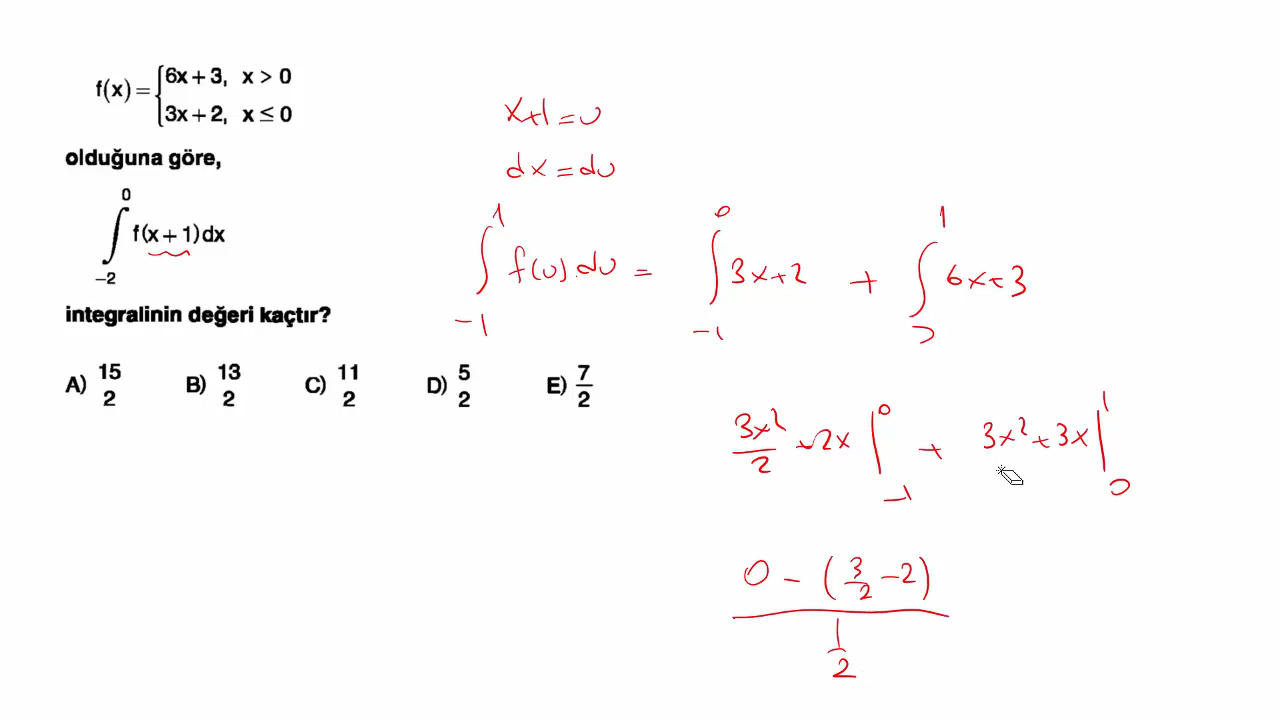 f(x) = { 6x + 3, x > 0
3x + 2, x ≤ 0
olduğuna göre,
∫_{-2}^{0} f(x + 1) dx
integralinin değeri kaçtır?
A) 15/2 B) 13/2 C) 11/2 D) 5/2 E) 7/2
x+1 = u
dx = du
∫_{-1}^{1} f(u).du = ∫_{-1}^{0} 3x+2 + ∫_{0}^{1} 6x+3
3x²/2 + 2x |_{-1}^{0} + 3x² + 3x |_{0}^{1}
0 - (3/2 - 2)
1/2